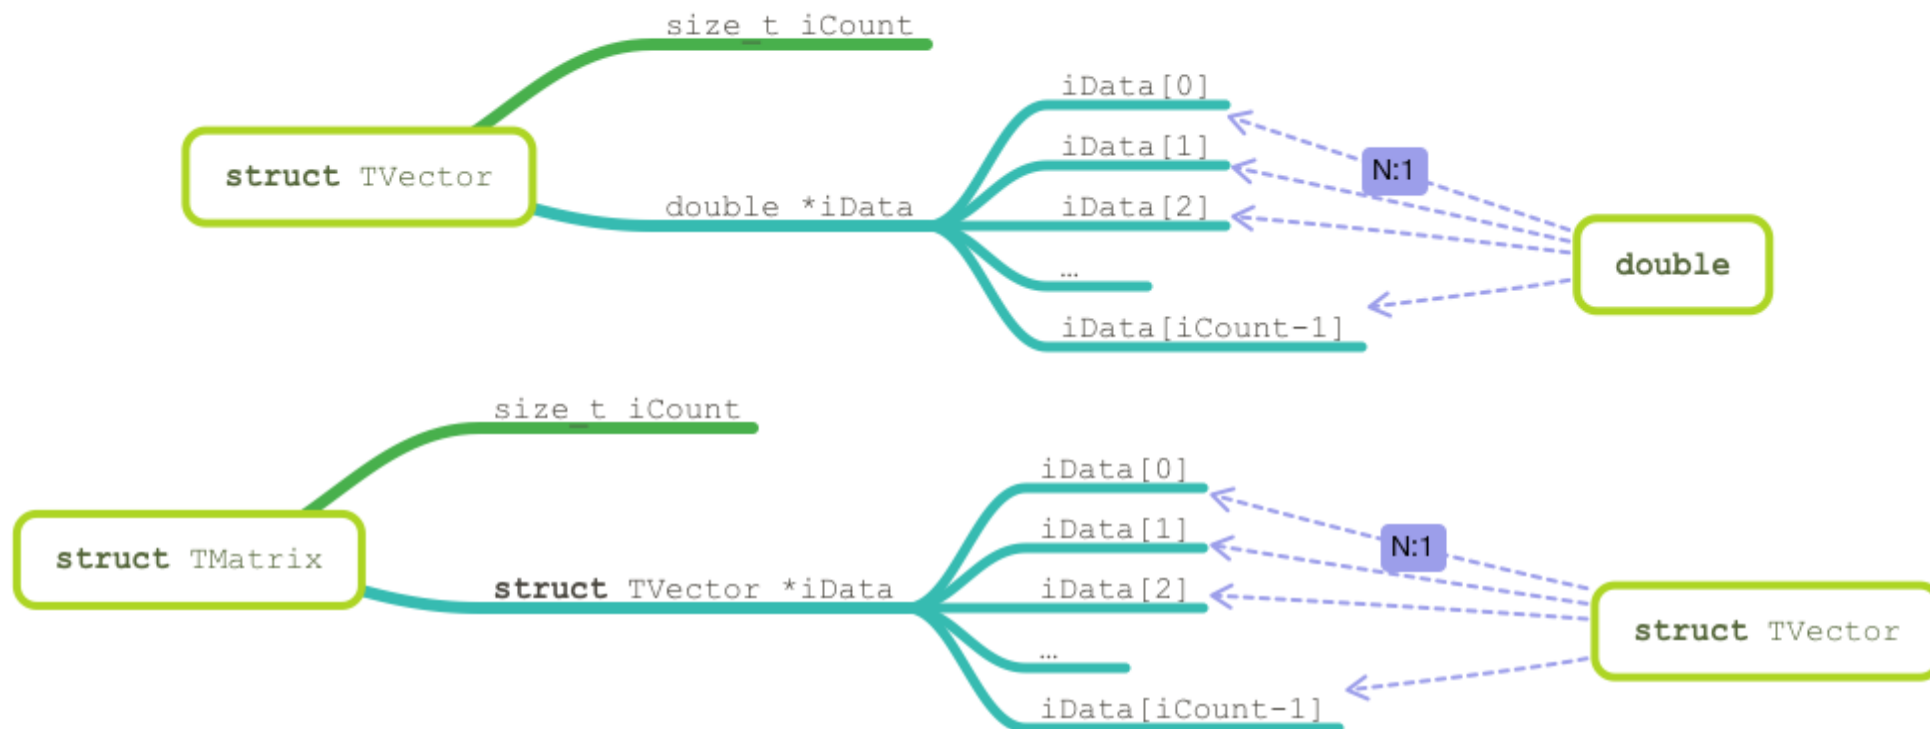 size_t iCount
struct TVector
double *iData
iData[0]
iData[1]
iData[2]
…
iData[iCount-1]
N:1
double
size_t iCount
struct TMatrix
struct TVector *iData
iData[0]
iData[1]
iData[2]
…
iData[iCount-1]
N:1
struct TVector